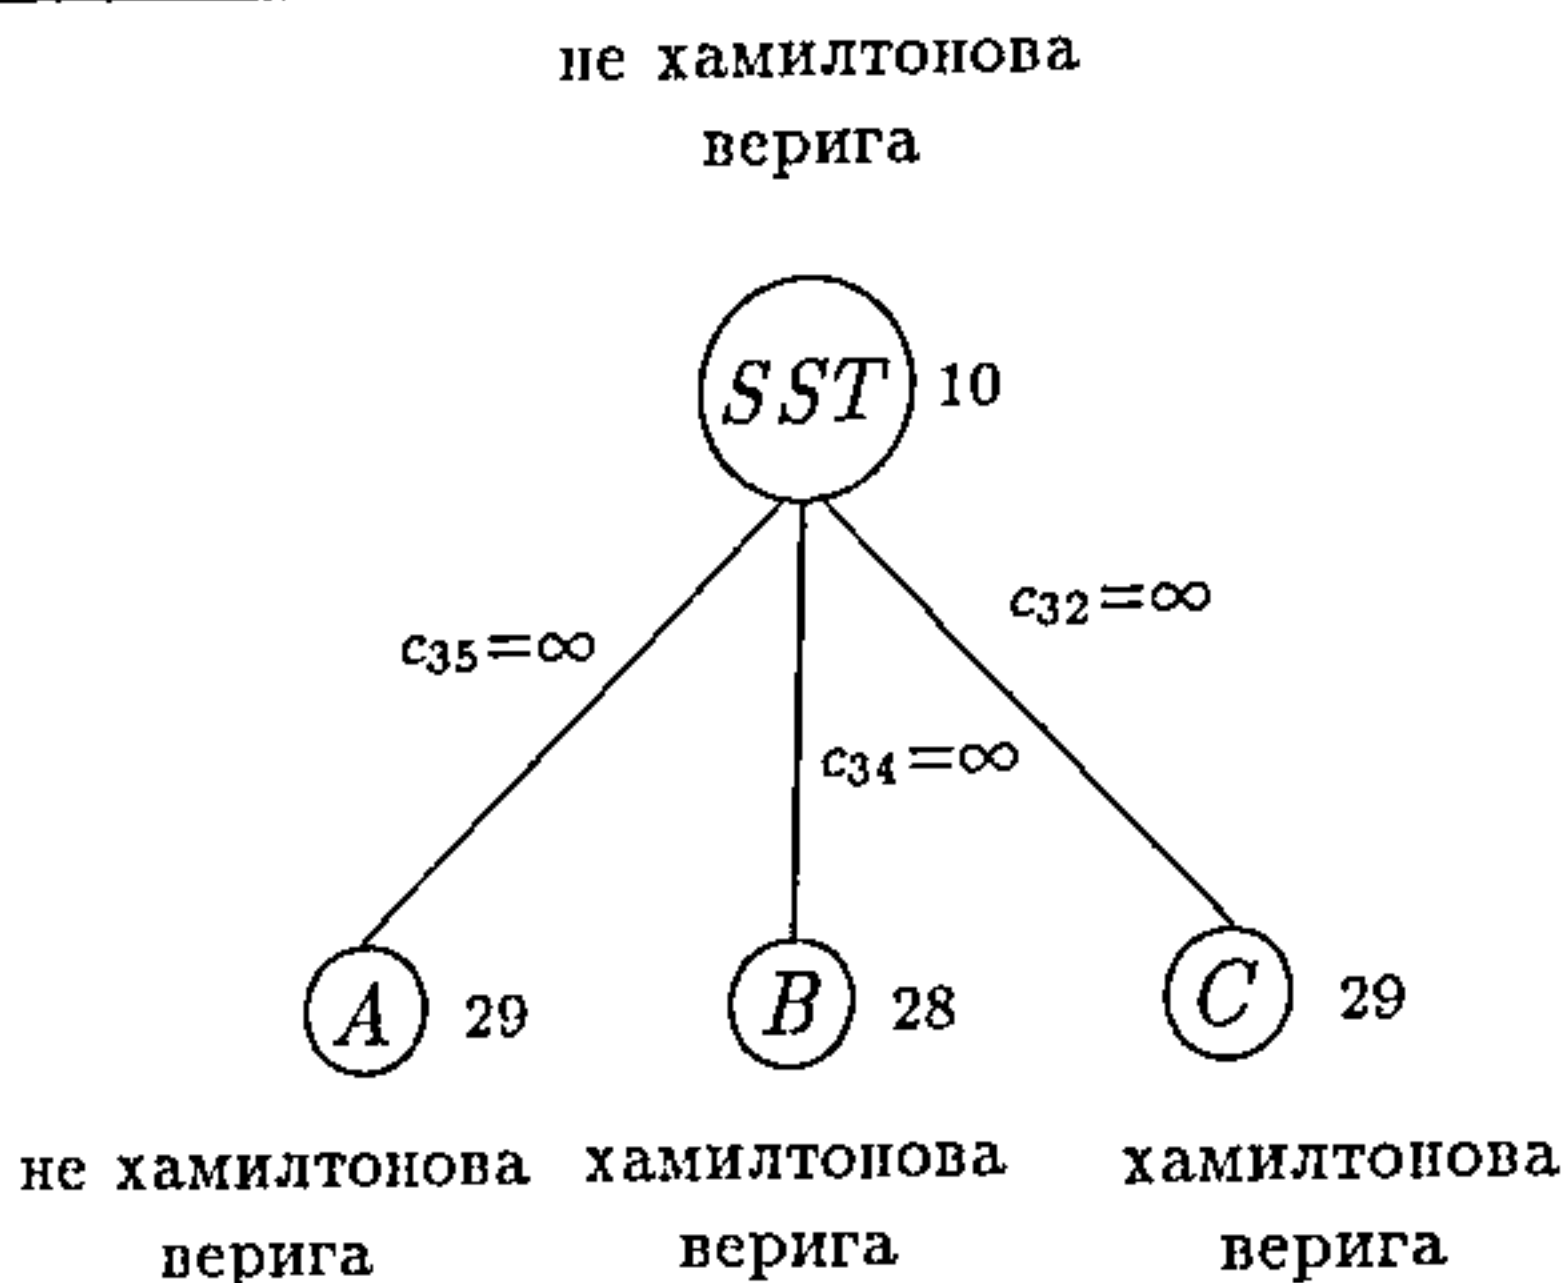 не хамилтонова
верига
SST 10
c₃₂=∞
c₃₅=∞
c₃₄=∞
A 29 B 28 C 29
не хамилтонова хамилтонова хамилтонова
верига верига верига